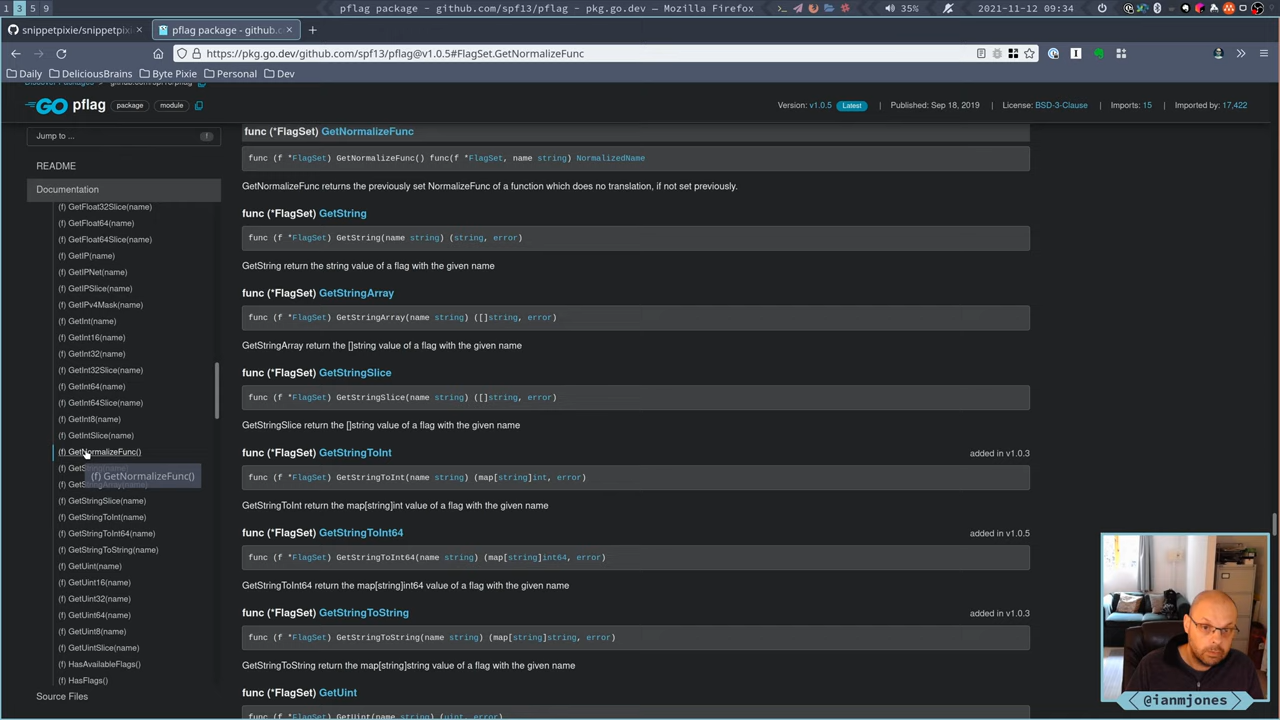 1 3 5 9
pflag package - github.com/spf13/pflag - pkg.go.dev — Mozilla Firefox
35%
2021-11-12 09:34
snippetpixie/snippetpix
pflag package - github.c
https://pkg.go.dev/github.com/spf13/pflag@v1.0.5#FlagSet.GetNormalizeFunc
Daily DeliciousBrains Byte Pixie Personal Dev
GO pflag package module
Version: v1.0.5 Latest | Published: Sep 18, 2019 | License: BSD-3-Clause | Imports: 15 | Imported by: 17,422
Jump to ... f
README
Documentation
(f) GetFloat32Slice(name)
(f) GetFloat64(name)
(f) GetFloat64Slice(name)
(f) GetIP(name)
(f) GetIPNet(name)
(f) GetIPSlice(name)
(f) GetIPv4Mask(name)
(f) GetInt(name)
(f) GetInt16(name)
(f) GetInt32(name)
(f) GetInt32Slice(name)
(f) GetInt64(name)
(f) GetInt64Slice(name)
(f) GetInt8(name)
(f) GetIntSlice(name)
(f) GetNormalizeFunc()
(f) GetNormalizeFunc()
(f) GetStringSlice(name)
(f) GetStringToInt(name)
(f) GetStringToInt64(name)
(f) GetStringToString(name)
(f) GetUint(name)
(f) GetUint16(name)
(f) GetUint32(name)
(f) GetUint64(name)
(f) GetUint8(name)
(f) GetUintSlice(name)
(f) HasAvailableFlags()
(f) HasFlags()
Source Files
func (*FlagSet) GetNormalizeFunc
func (f *FlagSet) GetNormalizeFunc() func(f *FlagSet, name string) NormalizedName
GetNormalizeFunc returns the previously set NormalizeFunc of a function which does no translation, if not set previously.
func (*FlagSet) GetString
func (f *FlagSet) GetString(name string) (string, error)
GetString return the string value of a flag with the given name
func (*FlagSet) GetStringArray
func (f *FlagSet) GetStringArray(name string) ([]string, error)
GetStringArray return the []string value of a flag with the given name
func (*FlagSet) GetStringSlice
func (f *FlagSet) GetStringSlice(name string) ([]string, error)
GetStringSlice return the []string value of a flag with the given name
func (*FlagSet) GetStringToInt added in v1.0.3
func (f *FlagSet) GetStringToInt(name string) (map[string]int, error)
GetStringToInt return the map[string]int value of a flag with the given name
func (*FlagSet) GetStringToInt64 added in v1.0.5
func (f *FlagSet) GetStringToInt64(name string) (map[string]int64, error)
GetStringToInt64 return the map[string]int64 value of a flag with the given name
func (*FlagSet) GetStringToString added in v1.0.3
func (f *FlagSet) GetStringToString(name string) (map[string]string, error)
GetStringToString return the map[string]string value of a flag with the given name
func (*FlagSet) GetUint
func (f *FlagSet) GetUint(name string) (uint, error)
@ianmjones